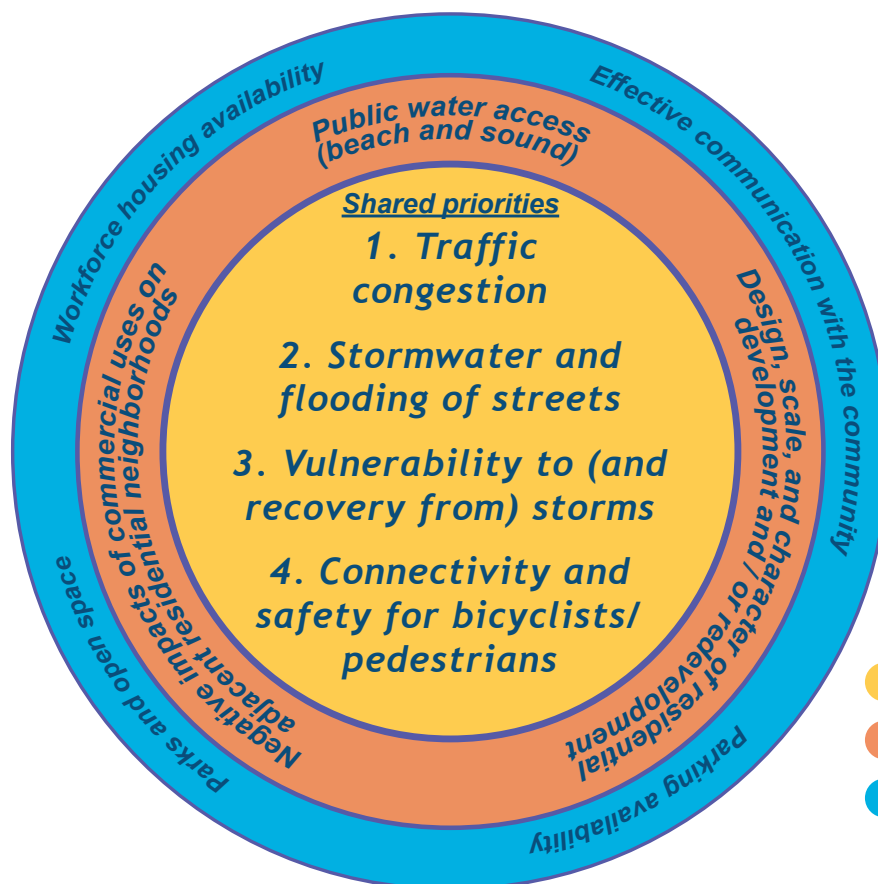 Workforce housing availability
Effective communication with the community
Public water access
(beach and sound)
Shared priorities
1. Traffic
congestion
2. Stormwater and
flooding of streets
3. Vulnerability to (and
recovery from) storms
4. Connectivity and
safety for bicyclists/
pedestrians
Design, scale, and character of residential
development and/ or redevelopment
Negative impacts of commercial uses on
adjacent residential neighborhoods
Parks and open space
Parking availability